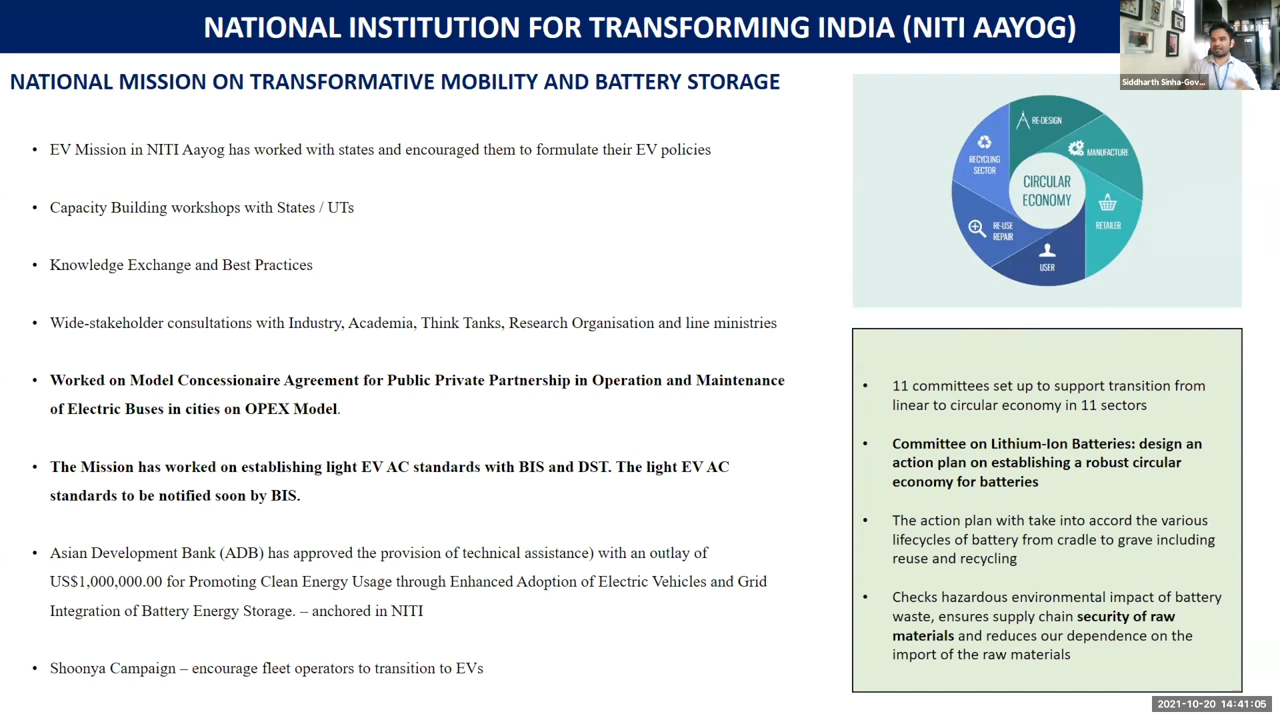 NATIONAL INSTITUTION FOR TRANSFORMING INDIA (NITI AAYOG)
Siddharth Sinha-Gov...
NATIONAL MISSION ON TRANSFORMATIVE MOBILITY AND BATTERY STORAGE
• EV Mission in NITI Aayog has worked with states and encouraged them to formulate their EV policies
• Capacity Building workshops with States / UTs
• Knowledge Exchange and Best Practices
• Wide-stakeholder consultations with Industry, Academia, Think Tanks, Research Organisation and line ministries
• Worked on Model Concessionaire Agreement for Public Private Partnership in Operation and Maintenance
of Electric Buses in cities on OPEX Model.
• The Mission has worked on establishing light EV AC standards with BIS and DST. The light EV AC
standards to be notified soon by BIS.
• Asian Development Bank (ADB) has approved the provision of technical assistance) with an outlay of
US$1,000,000.00 for Promoting Clean Energy Usage through Enhanced Adoption of Electric Vehicles and Grid
Integration of Battery Energy Storage. – anchored in NITI
• Shoonya Campaign – encourage fleet operators to transition to EVs
RE-DESIGN
MANUFACTURE
RETAILER
USER
RE-USE
REPAIR
RECYCLING
SECTOR
CIRCULAR
ECONOMY
• 11 committees set up to support transition from
linear to circular economy in 11 sectors
• Committee on Lithium-Ion Batteries: design an
action plan on establishing a robust circular
economy for batteries
• The action plan with take into accord the various
lifecycles of battery from cradle to grave including
reuse and recycling
• Checks hazardous environmental impact of battery
waste, ensures supply chain security of raw
materials and reduces our dependence on the
import of the raw materials
2021-10-20 14:41:05